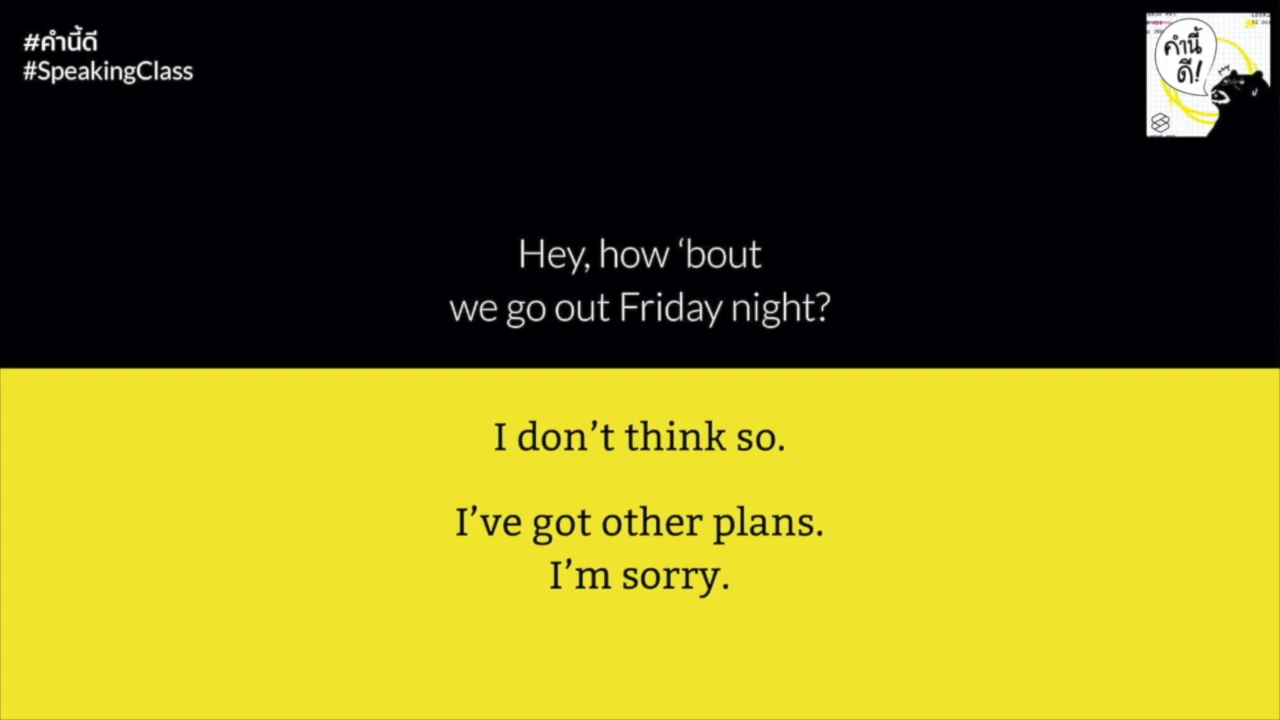 #คำนี้ดี
#SpeakingClass
คำนี้
ดี!
Hey, how ‘bout
we go out Friday night?
I don’t think so.
I’ve got other plans.
I’m sorry.